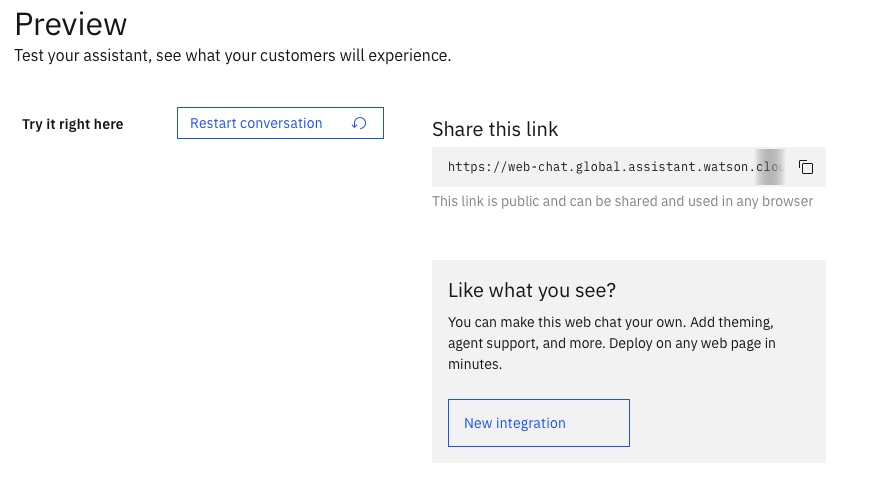 Preview
Test your assistant, see what your customers will experience.
Try it right here
Restart conversation
Share this link
https://web-chat.global.assistant.watson.clou
This link is public and can be shared and used in any browser
Like what you see?
You can make this web chat your own. Add theming,
agent support, and more. Deploy on any web page in
minutes.
New integration